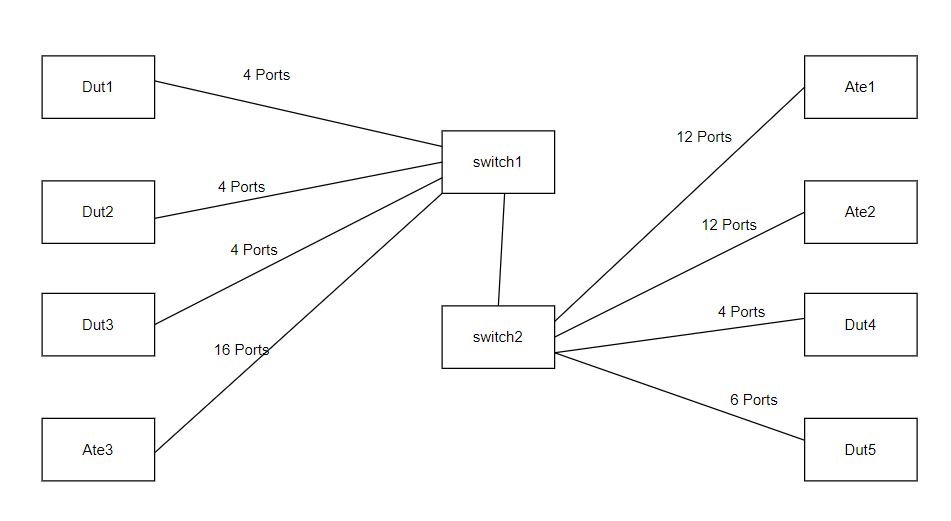 Dut1
4 Ports
Ate1
12 Ports
switch1
Dut2
4 Ports
12 Ports
Ate2
4 Ports
Dut3
4 Ports
Dut4
switch2
16 Ports
6 Ports
Ate3
Dut5